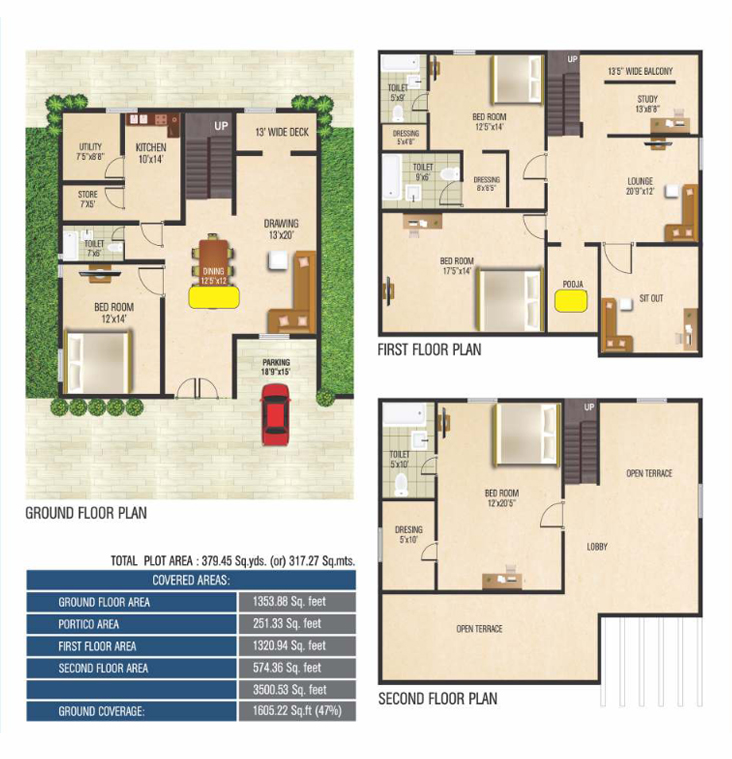 UP
13' WIDE DECK
UTILITY
7'5"x8'8"
KITCHEN
10'x14'
STORE
7'X5'
TOILET
7'x6'
DRAWING
13'x20'
DINING
12'5"x12'
BED ROOM
12'x14'
PARKING
18'9"x15'
GROUND FLOOR PLAN
UP
13'5" WIDE BALCONY
STUDY
13'x8'8"
TOILET
5'x9'
BED ROOM
12'5"x14'
DRESSING
5'x4'8"
TOILET
9'x6'
DRESSING
8'x6'5"
LOUNGE
20'9"x12'
BED ROOM
17'5"x14'
POOJA
SIT OUT
FIRST FLOOR PLAN
UP
TOILET
5'x10'
BED ROOM
12'x20'5"
OPEN TERRACE
DRESING
5'x10'
LOBBY
OPEN TERRACE
SECOND FLOOR PLAN
TOTAL PLOT AREA : 379.45 Sq.yds. (or) 317.27 Sq.mts.
COVERED AREAS:
GROUND FLOOR AREA 1353.88 Sq. feet
PORTICO AREA 251.33 Sq. feet
FIRST FLOOR AREA 1320.94 Sq. feet
SECOND FLOOR AREA 574.36 Sq. feet
3500.53 Sq. feet
GROUND COVERAGE: 1605.22 Sq.ft (47%)